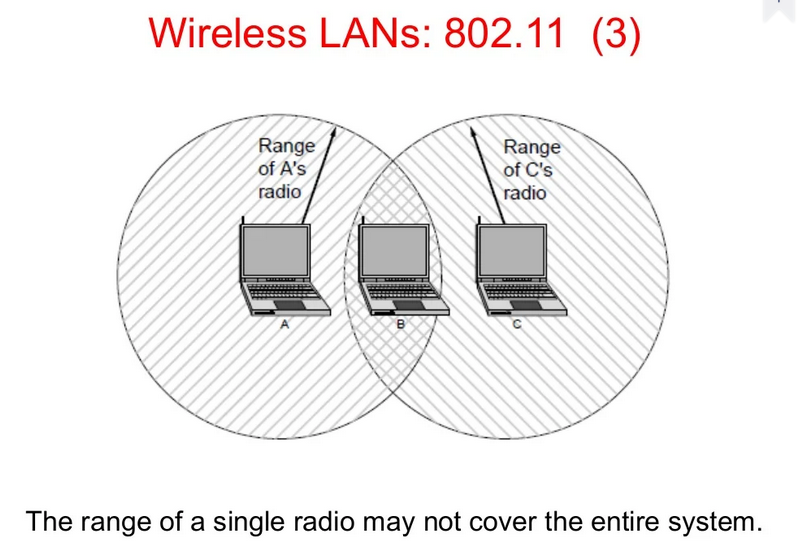 Wireless LANs: 802.11 (3)
Range
of A's
radio
Range
of C's
radio
A
B
C
The range of a single radio may not cover the entire system.